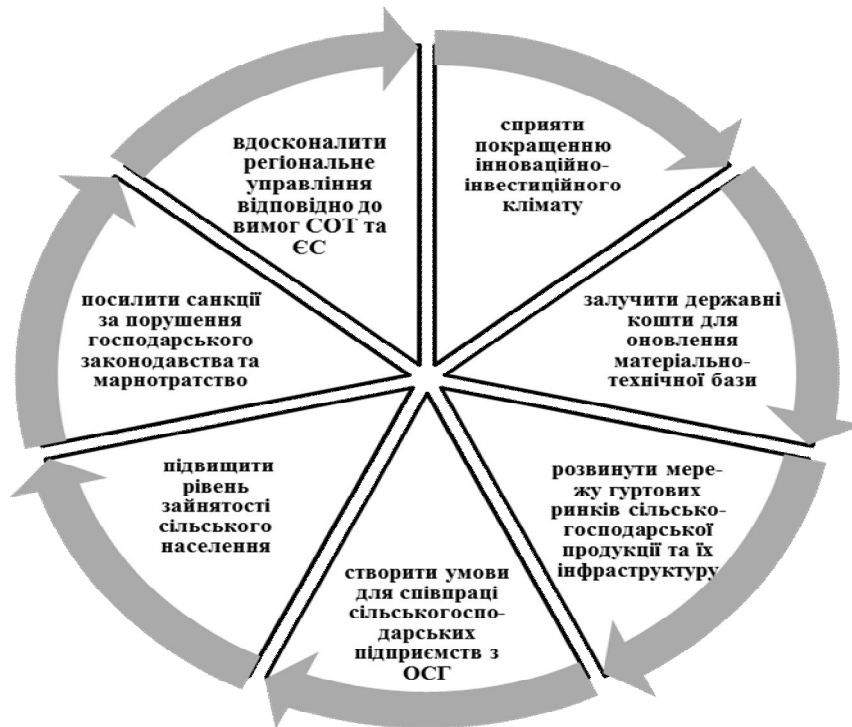 сприяти
покращенню
інноваційно-
інвестиційного
клімату
залучити державні
кошти для
оновлення
матеріально-
технічної бази
розвинути мере-
жу гуртових
ринків сільсько-
господарської
продукції та їх
інфраструктуру
створити умови
для співпраці
сільськогоспо-
дарських
підприємств з
ОСГ
підвищити
рівень
зайнятості
сільського
населення
посилити санкції
за порушення
господарського
законодавства та
марнотратство
вдосконалити
регіональне
управління
відповідно до
вимог СОТ та
ЄС